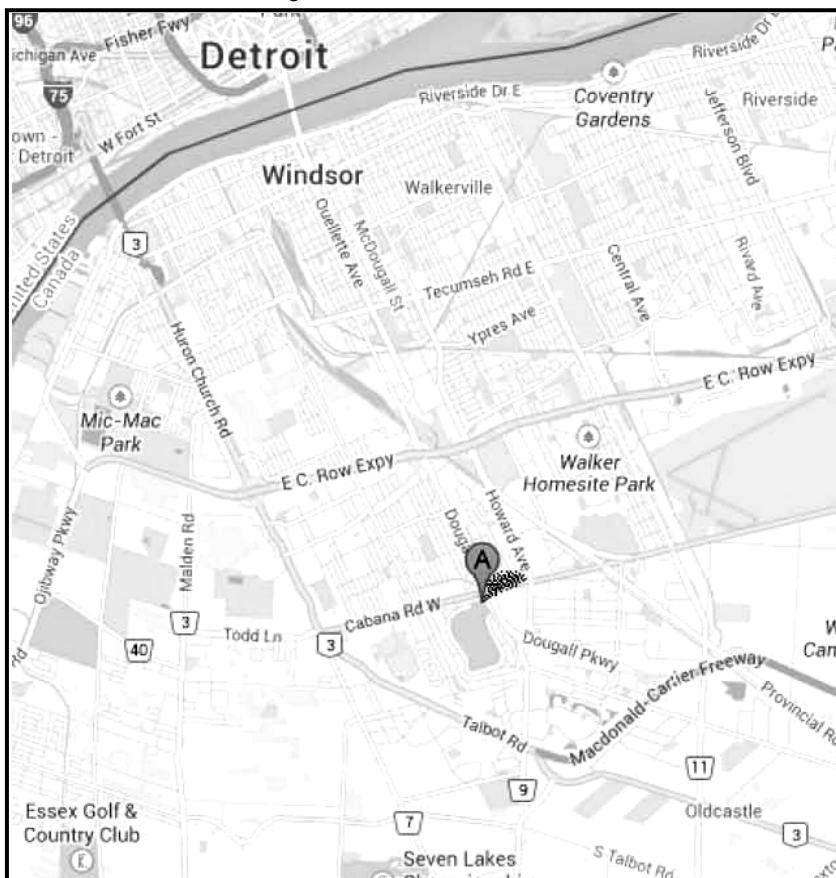 96
Fisher Fwy
Michigan Ave
Detroit
75
W Fort St
Detroit
United States
Canada
Riverside Dr E
Riverside Dr E
Coventry
Gardens
Jefferson Blvd
Riverside
Windsor
Walkerville
3
Ouellette Ave
McDougall St
Tecumseh Rd E
Central Ave
Rivard Ave
Ypres Ave
Huron Church Rd
E C. Row Expy
Mic-Mac
Park
E C. Row Expy
Walker
Homesite Park
Howard Ave
Ojibway Pkwy
Malden Rd
A
3
Todd Ln
3
Cabana Rd W
40
Rd
Dougall Pkwy
Macdonald-Cartier Freeway
Provincial Rd
Talbot Rd
11
9
Oldcastle
7
3
Essex Golf &
Country Club
Seven Lakes
S Talbot Rd